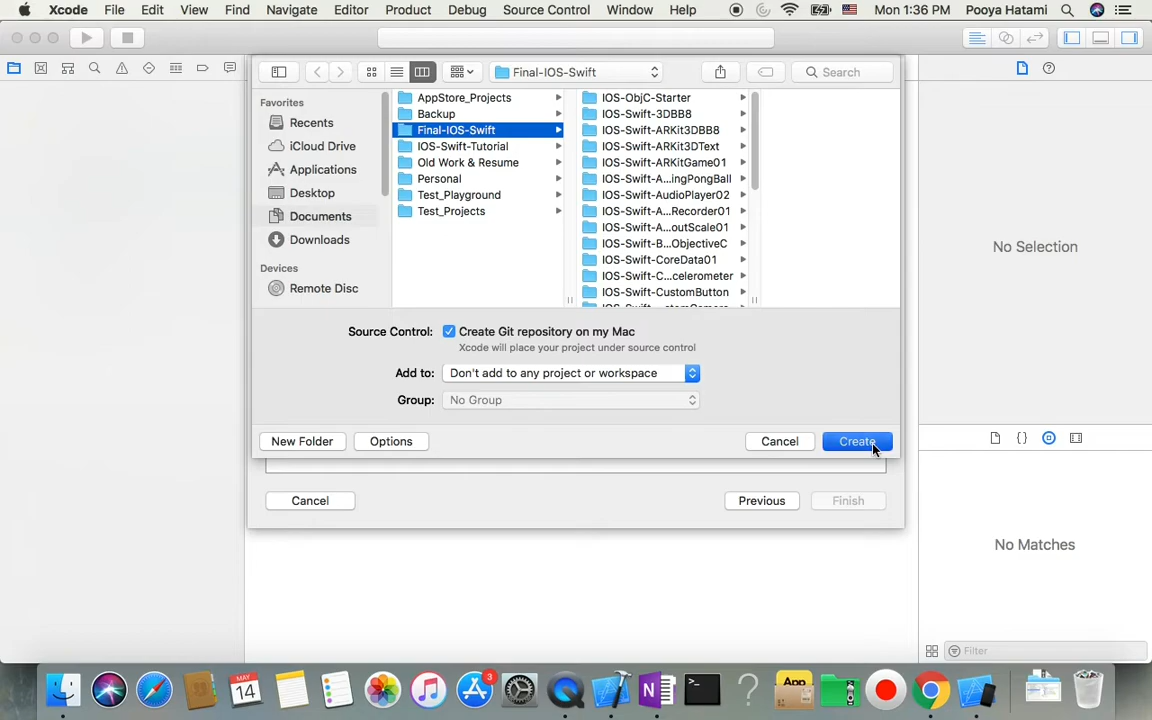 Xcode File Edit View Find Navigate Editor Product Debug Source Control Window Help Mon 1:36 PM Pooya Hatami
Final-IOS-Swift
Search
Favorites
Recents
iCloud Drive
Applications
Desktop
Documents
Downloads
Devices
Remote Disc
AppStore_Projects
Backup
Final-IOS-Swift
IOS-Swift-Tutorial
Old Work & Resume
Personal
Test_Playground
Test_Projects
IOS-ObjC-Starter
IOS-Swift-3DBB8
IOS-Swift-ARKit3DBB8
IOS-Swift-ARKit3DText
IOS-Swift-ARKitGame01
IOS-Swift-A...ingPongBall
IOS-Swift-AudioPlayer02
IOS-Swift-A...Recorder01
IOS-Swift-A...outScale01
IOS-Swift-B...ObjectiveC
IOS-Swift-CoreData01
IOS-Swift-C...celerometer
IOS-Swift-CustomButton
Source Control: Create Git repository on my Mac
Xcode will place your project under source control
Add to: Don't add to any project or workspace
Group: No Group
New Folder Options Cancel Create
Cancel Previous Finish
No Selection
No Matches
Filter
MAY
14
3
App